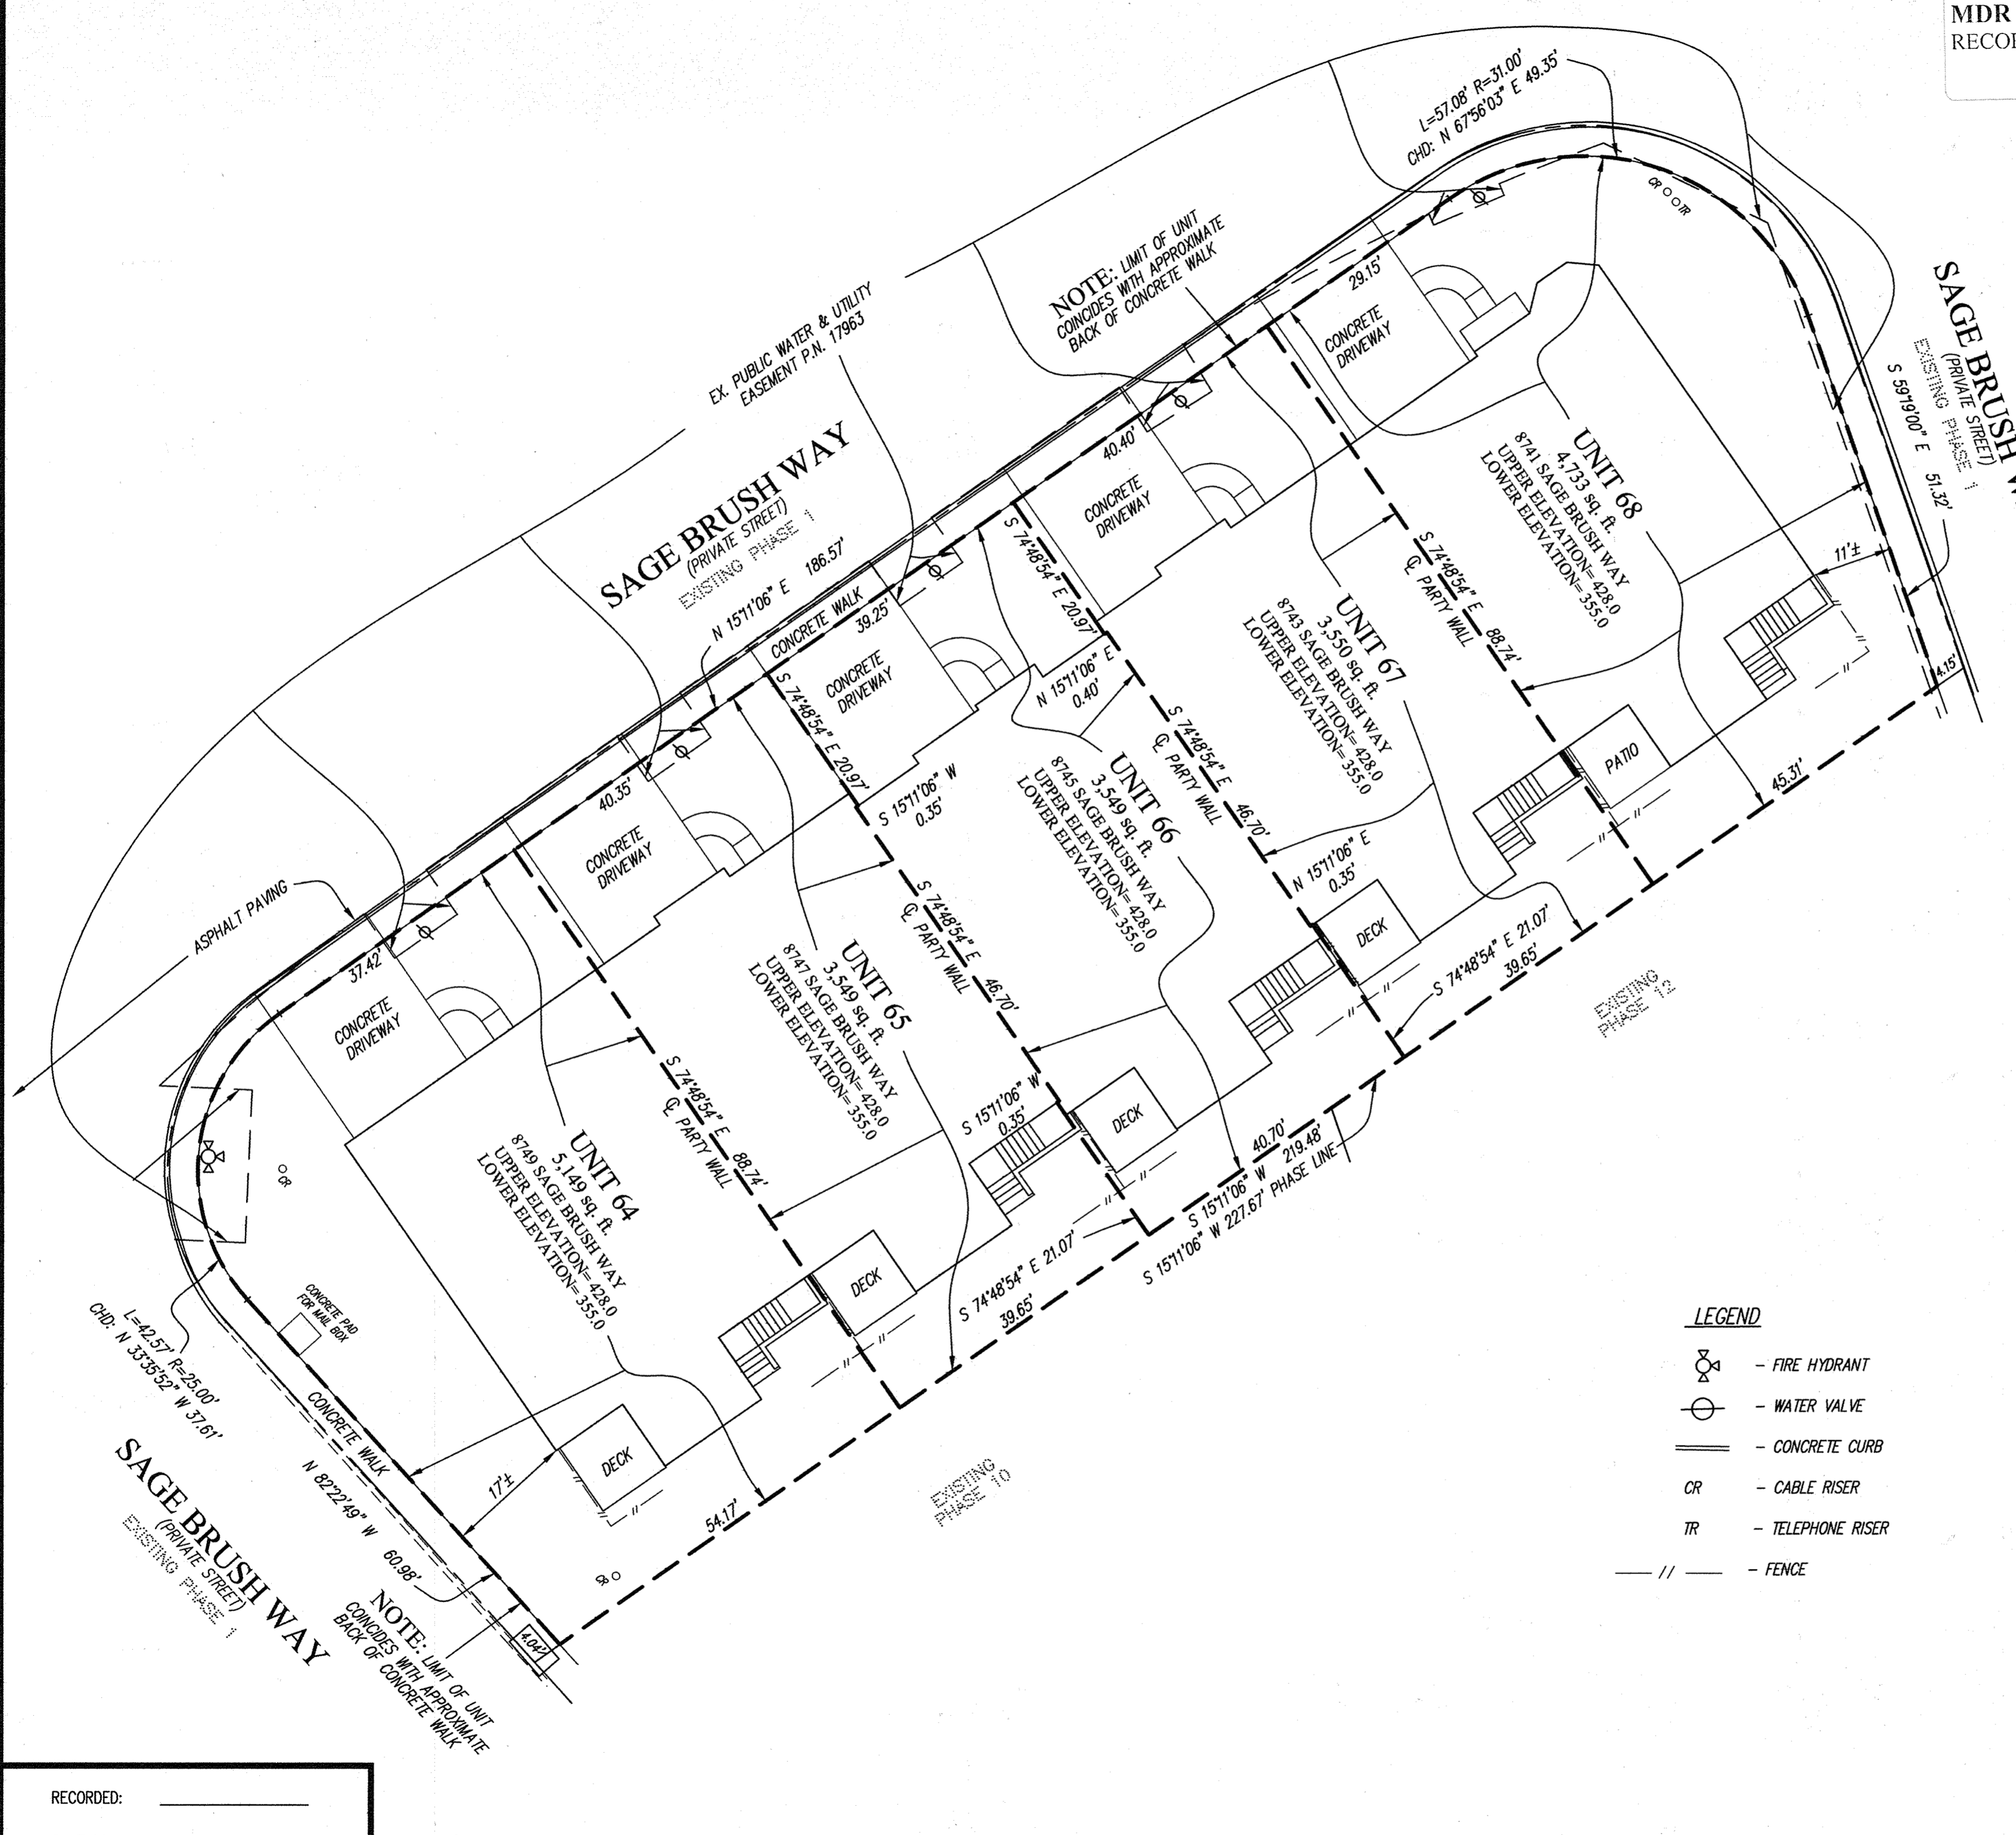 MDR
L=57.08' R=31.00'
CHD: N 67°56'03" E 49.35'
CR
TR
NOTE: LIMIT OF UNIT
COINCIDES WITH APPROXIMATE
BACK OF CONCRETE WALK
EX. PUBLIC WATER & UTILITY
EASEMENT P.N. 17963
SAGE BRUSH WAY
(PRIVATE STREET)
EXISTING PHASE 1
N 15°11'06" E 186.57'
CONCRETE WALK
SAGE BRUSH
(PRIVATE STREET)
EXISTING PHASE 1
S 59°19'00" E 51.32'
29.15'
CONCRETE
DRIVEWAY
40.40'
CONCRETE
DRIVEWAY
39.25'
CONCRETE
DRIVEWAY
40.35'
CONCRETE
DRIVEWAY
37.42'
CONCRETE
DRIVEWAY
ASPHALT PAVING
UNIT 68
4,733 sq. ft.
8741 SAGE BRUSH WAY
UPPER ELEVATION= 428.0
LOWER ELEVATION= 355.0
11'±
4.15'
S 74°48'54" E 88.74'
℄ PARTY WALL
UNIT 67
3,550 sq. ft.
8743 SAGE BRUSH WAY
UPPER ELEVATION= 428.0
LOWER ELEVATION= 355.0
PATIO
45.31'
S 74°48'54" E 20.97'
N 15°11'06" E
0.40'
S 74°48'54" E 46.70'
℄ PARTY WALL
N 15°11'06" E
0.35'
UNIT 66
3,549 sq. ft.
8745 SAGE BRUSH WAY
UPPER ELEVATION= 428.0
LOWER ELEVATION= 355.0
DECK
S 74°48'54" E 21.07'
39.65'
EXISTING
PHASE 12
S 74°48'54" E 20.97'
S 15°11'06" W
0.35'
S 74°48'54" E 46.70'
℄ PARTY WALL
S 15°11'06" W
0.35'
UNIT 65
3,549 sq. ft.
8747 SAGE BRUSH WAY
UPPER ELEVATION= 428.0
LOWER ELEVATION= 355.0
DECK
40.70'
S 15°11'06" W 219.48'
S 15°11'06" W 227.67' PHASE LINE
S 74°48'54" E 21.07'
39.65'
S 74°48'54" E 88.74'
℄ PARTY WALL
UNIT 64
5,149 sq. ft.
8749 SAGE BRUSH WAY
UPPER ELEVATION= 428.0
LOWER ELEVATION= 355.0
DECK
DECK
17'±
54.17'
EXISTING
PHASE 10
CR
CR
CONCRETE PAD
FOR MAIL BOX
L=42.57' R=25.00'
CHD: N 33°35'52" W 37.61'
CONCRETE WALK
N 82°22'49" W 60.98'
SAGE BRUSH WAY
(PRIVATE STREET)
EXISTING PHASE 1
NOTE: LIMIT OF UNIT
COINCIDES WITH APPROXIMATE
BACK OF CONCRETE WALK
4.04'
LEGEND
- FIRE HYDRANT
- WATER VALVE
- CONCRETE CURB
CR - CABLE RISER
TR - TELEPHONE RISER
// - FENCE
RECORDED: